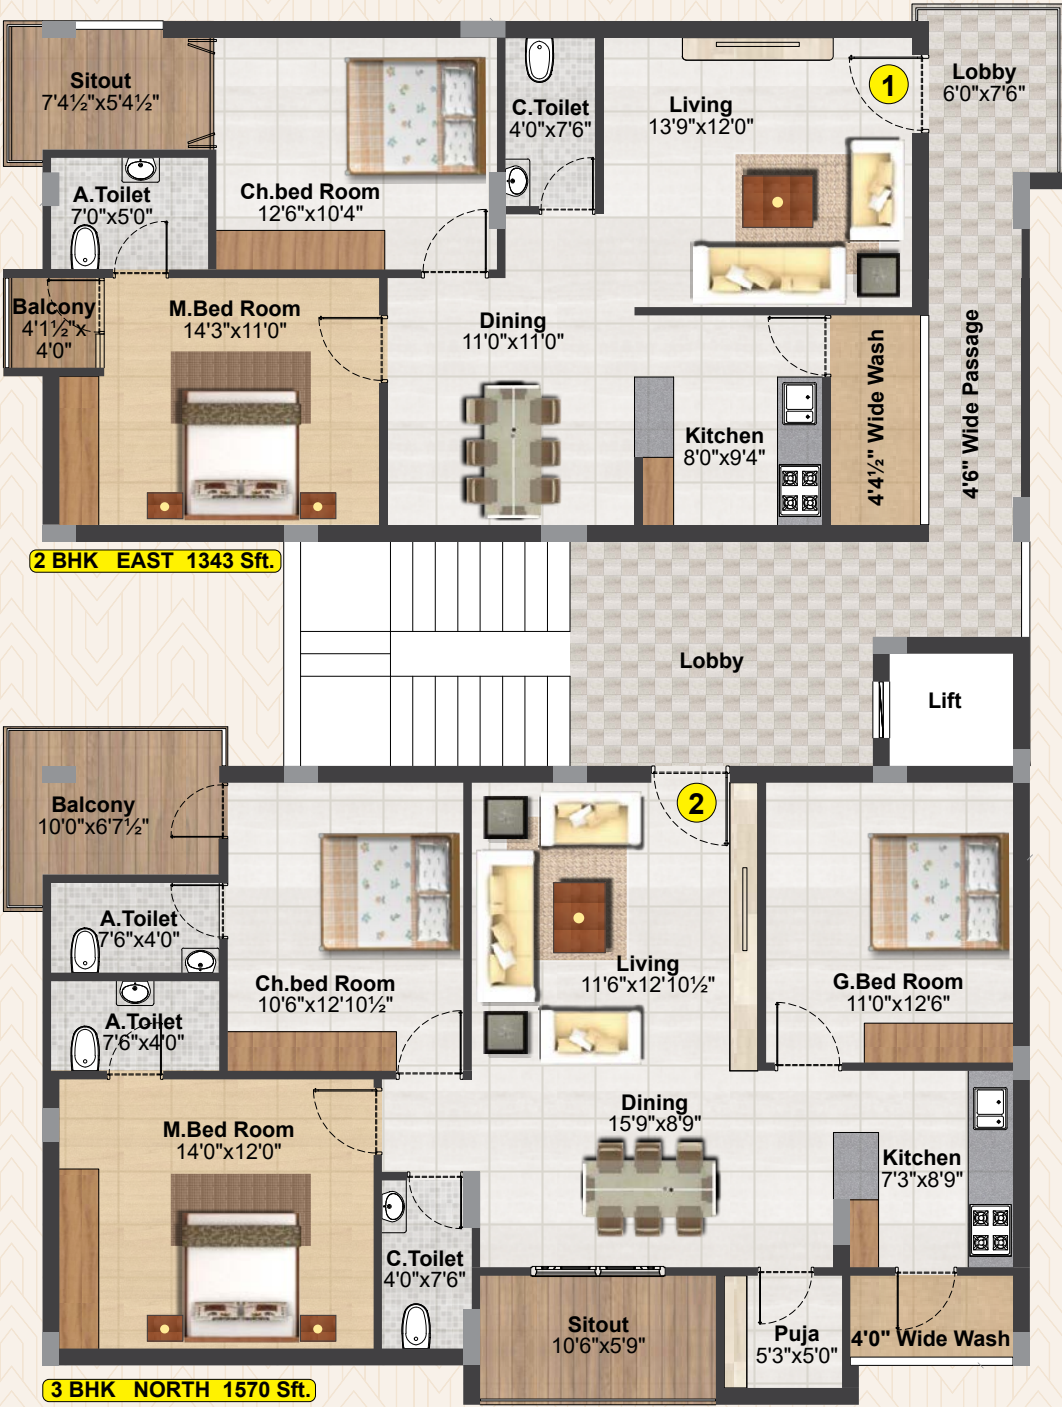 Sitout
7'4½"x5'4½"
C.Toilet
4'0"x7'6"
Living
13'9"x12'0"
1
Lobby
6'0"x7'6"
A.Toilet
7'0"x5'0"
Ch.bed Room
12'6"x10'4"
Balcony
4'1½"x
4'0"
M.Bed Room
14'3"x11'0"
Dining
11'0"x11'0"
Kitchen
8'0"x9'4"
4'4½" Wide Wash
4'6" Wide Passage
2 BHK EAST 1343 Sft.
Lobby
Lift
Balcony
10'0"x6'7½"
2
A.Toilet
7'6"x4'0"
Ch.bed Room
10'6"x12'10½"
Living
11'6"x12'10½"
G.Bed Room
11'0"x12'6"
A.Toilet
7'6"x4'0"
M.Bed Room
14'0"x12'0"
Dining
15'9"x8'9"
Kitchen
7'3"x8'9"
C.Toilet
4'0"x7'6"
Sitout
10'6"x5'9"
Puja
5'3"x5'0"
4'0" Wide Wash
3 BHK NORTH 1570 Sft.